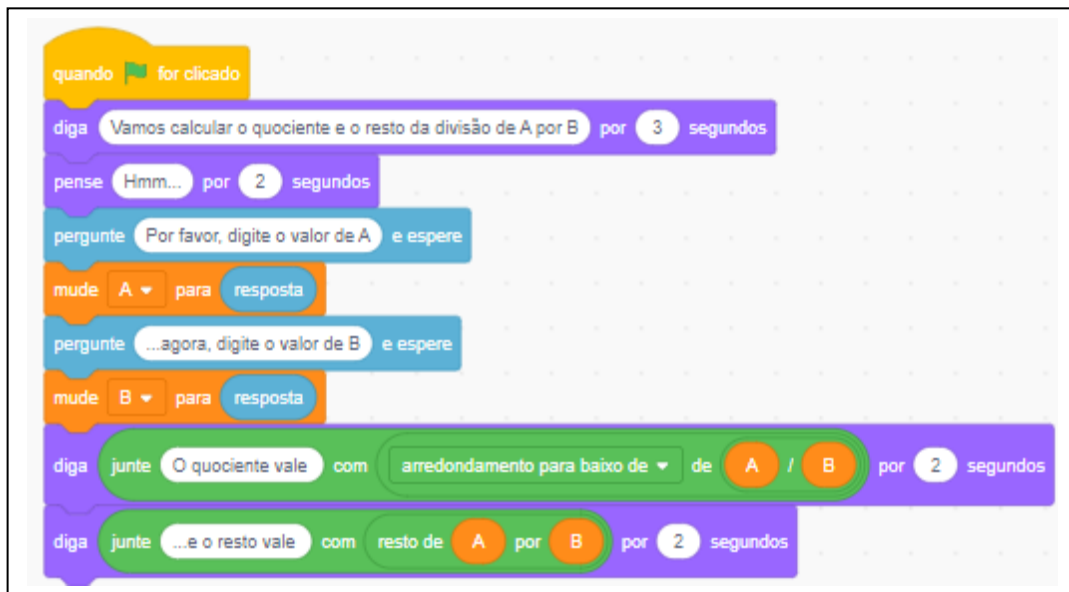 quando for clicado
diga Vamos calcular o quociente e o resto da divisão de A por B por 3 segundos
pense Hmm... por 2 segundos
pergunte Por favor, digite o valor de A e espere
mude A para resposta
pergunte ...agora, digite o valor de B e espere
mude B para resposta
diga junte O quociente vale com arredondamento para baixo de de A / B por 2 segundos
diga junte ...e o resto vale com resto de A por B por 2 segundos